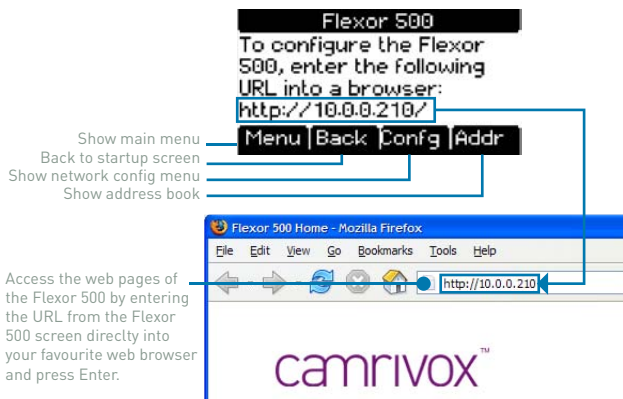 Flexor 500
To configure the Flexor
500, enter the following
URL into a browser:
http://10.0.0.210/
Menu Back Confg Addr
Show main menu
Back to startup screen
Show network config menu
Show address book
Flexor 500 Home - Mozilla Firefox
File Edit View Go Bookmarks Tools Help
http://10.0.0.210
Access the web pages of
the Flexor 500 by entering
the URL from the Flexor
500 screen direclty into
your favourite web browser
and press Enter.
camrivox™